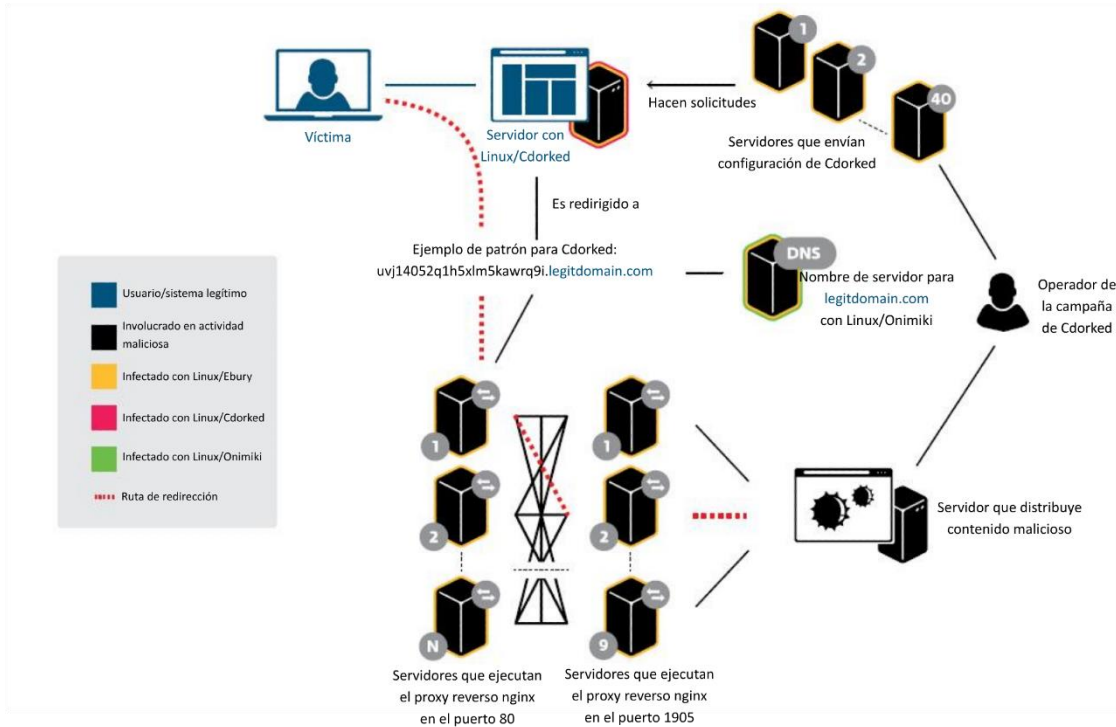 1
2
40
Hacen solicitudes
Víctima
Servidor con
Linux/Cdorked
Servidores que envían
configuración de Cdorked
Es redirigido a
Ejemplo de patrón para Cdorked:
uvj14052q1h5xlm5kawrq9i.legitdomain.com
DNS
Nombre de servidor para
legitdomain.com
con Linux/Onimiki
Operador de
la campaña
de Cdorked
Usuario/sistema legítimo
Involucrado en actividad
maliciosa
Infectado con Linux/Ebury
Infectado con Linux/Cdorked
Infectado con Linux/Onimiki
Ruta de redirección
1
2
N
1
2
9
Servidor que distribuye
contenido malicioso
Servidores que ejecutan
el proxy reverso nginx
en el puerto 80
Servidores que ejecutan
el proxy reverso nginx
en el puerto 1905